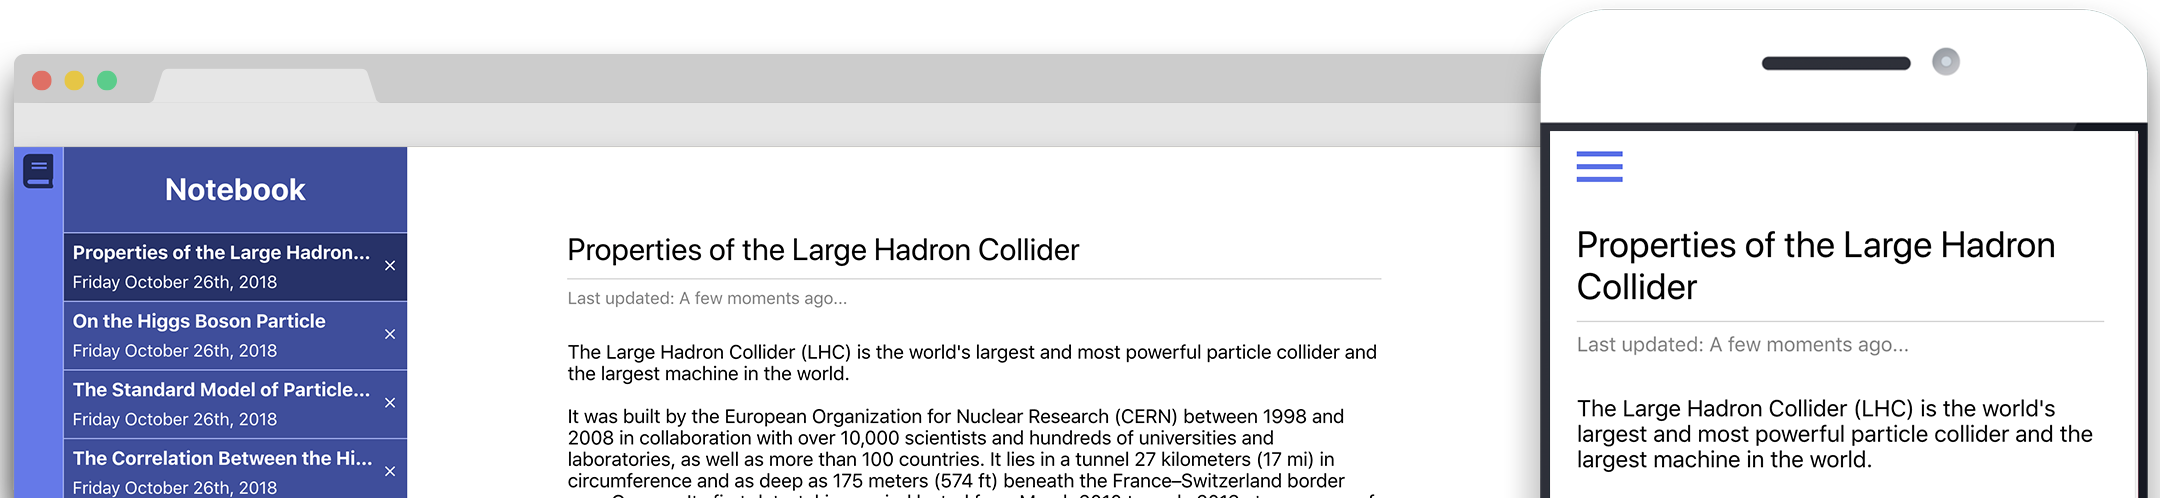 Notebook
Properties of the Large Hadron...
Friday October 26th, 2018
On the Higgs Boson Particle
Friday October 26th, 2018
The Standard Model of Particle...
Friday October 26th, 2018
The Correlation Between the Hi...
Friday October 26th, 2018
Properties of the Large Hadron Collider
Last updated: A few moments ago...
The Large Hadron Collider (LHC) is the world's largest and most powerful particle collider and
the largest machine in the world.
It was built by the European Organization for Nuclear Research (CERN) between 1998 and
2008 in collaboration with over 10,000 scientists and hundreds of universities and
laboratories, as well as more than 100 countries. It lies in a tunnel 27 kilometers (17 mi) in
circumference and as deep as 175 meters (574 ft) beneath the France–Switzerland border
Properties of the Large Hadron
Collider
Last updated: A few moments ago...
The Large Hadron Collider (LHC) is the world's
largest and most powerful particle collider and the
largest machine in the world.